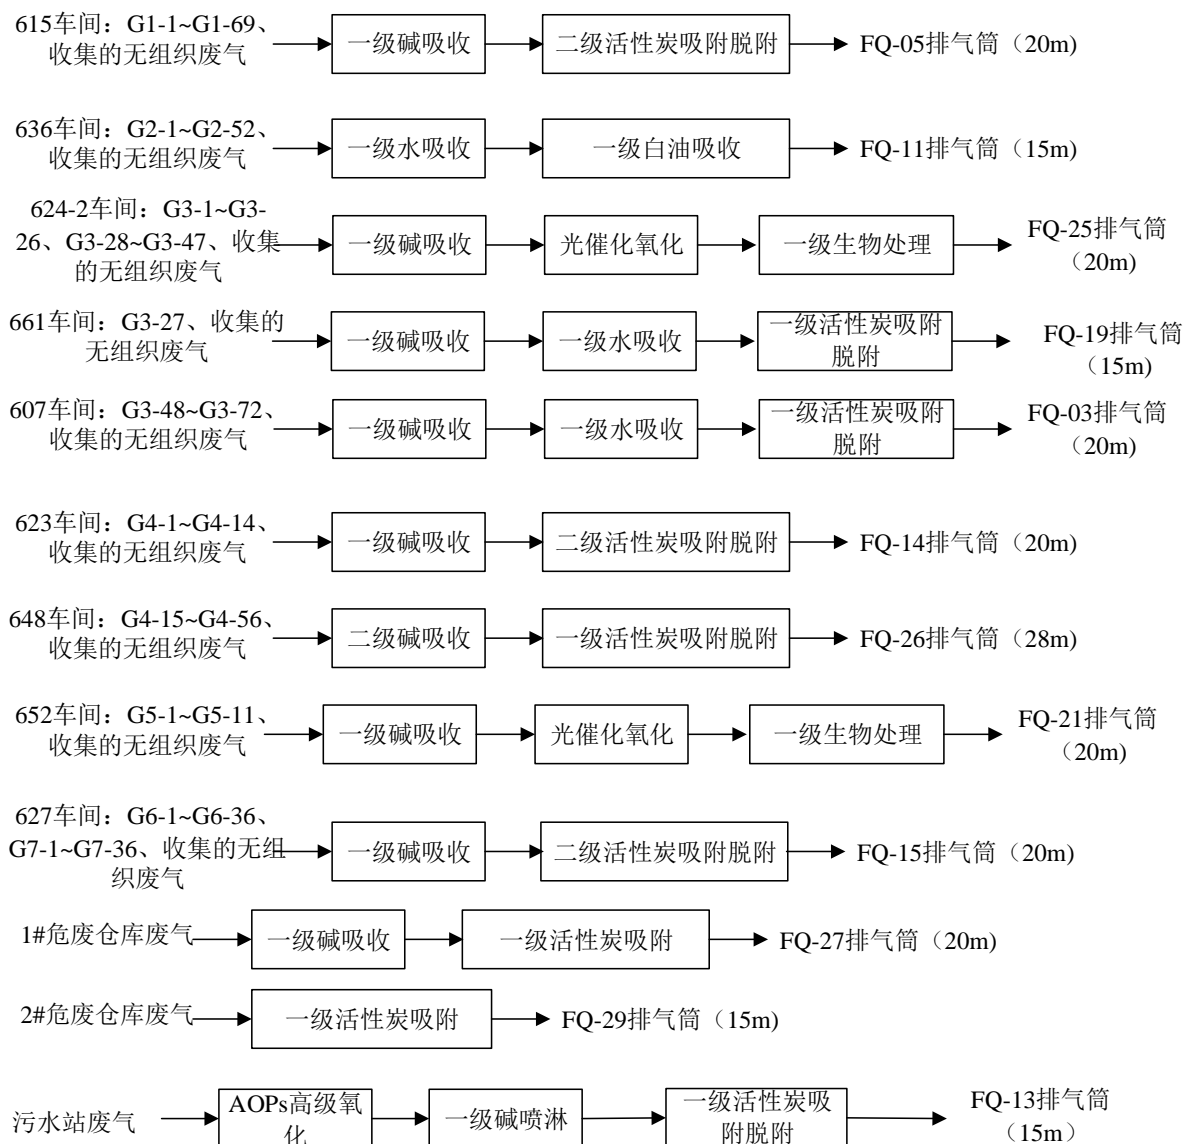 615车间：G1-1~G1-69、
收集的无组织废气
一级碱吸收
二级活性炭吸附脱附
FQ-05排气筒（20m)
636车间：G2-1~G2-52、
收集的无组织废气
一级水吸收
一级白油吸收
FQ-11排气筒（15m)
624-2车间：G3-1~G3-
26、G3-28~G3-47、收集
的无组织废气
一级碱吸收
光催化氧化
一级生物处理
FQ-25排气筒
（20m)
661车间：G3-27、收集的
无组织废气
一级碱吸收
一级水吸收
一级活性炭吸附
脱附
FQ-19排气筒
（15m)
607车间：G3-48~G3-72、
收集的无组织废气
一级碱吸收
一级水吸收
一级活性炭吸附
脱附
FQ-03排气筒
（20m)
623车间：G4-1~G4-14、
收集的无组织废气
一级碱吸收
二级活性炭吸附脱附
FQ-14排气筒（20m)
648车间：G4-15~G4-56、
收集的无组织废气
二级碱吸收
一级活性炭吸附脱附
FQ-26排气筒（28m)
652车间：G5-1~G5-11、
收集的无组织废气
一级碱吸收
光催化氧化
一级生物处理
FQ-21排气筒
（20m)
627车间：G6-1~G6-36、
G7-1~G7-36、收集的无组
织废气
一级碱吸收
二级活性炭吸附脱附
FQ-15排气筒（20m)
1#危废仓库废气
一级碱吸收
一级活性炭吸附
FQ-27排气筒（20m)
2#危废仓库废气
一级活性炭吸附
FQ-29排气筒（15m)
污水站废气
AOPs高级氧
化
一级碱喷淋
一级活性炭吸
附脱附
FQ-13排气筒
（15m）